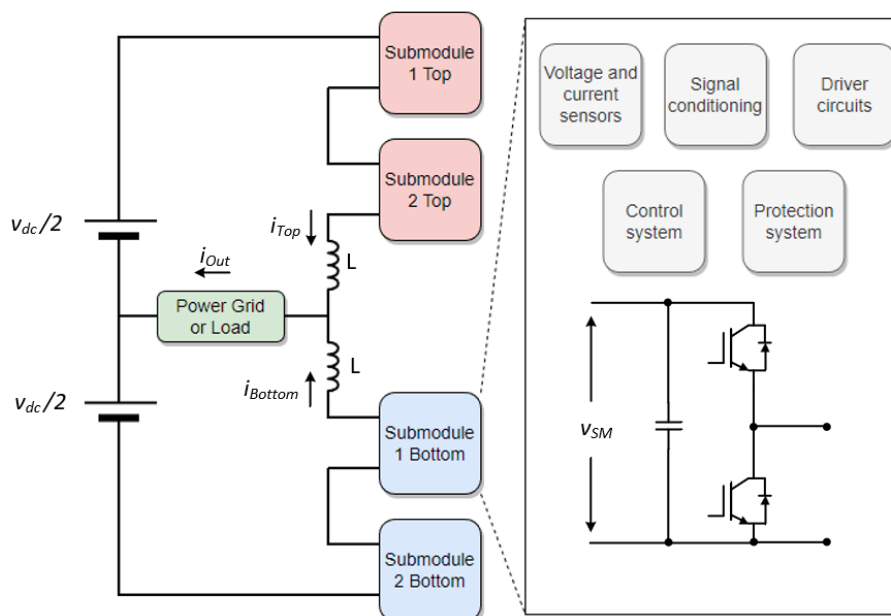 Submodule
1 Top
Submodule
2 Top
v_dc/2
i_Top
L
i_Out
Power Grid
or Load
L
i_Bottom
v_dc/2
Submodule
1 Bottom
Submodule
2 Bottom
Voltage and
current
sensors
Signal
conditioning
Driver
circuits
Control
system
Protection
system
v_SM